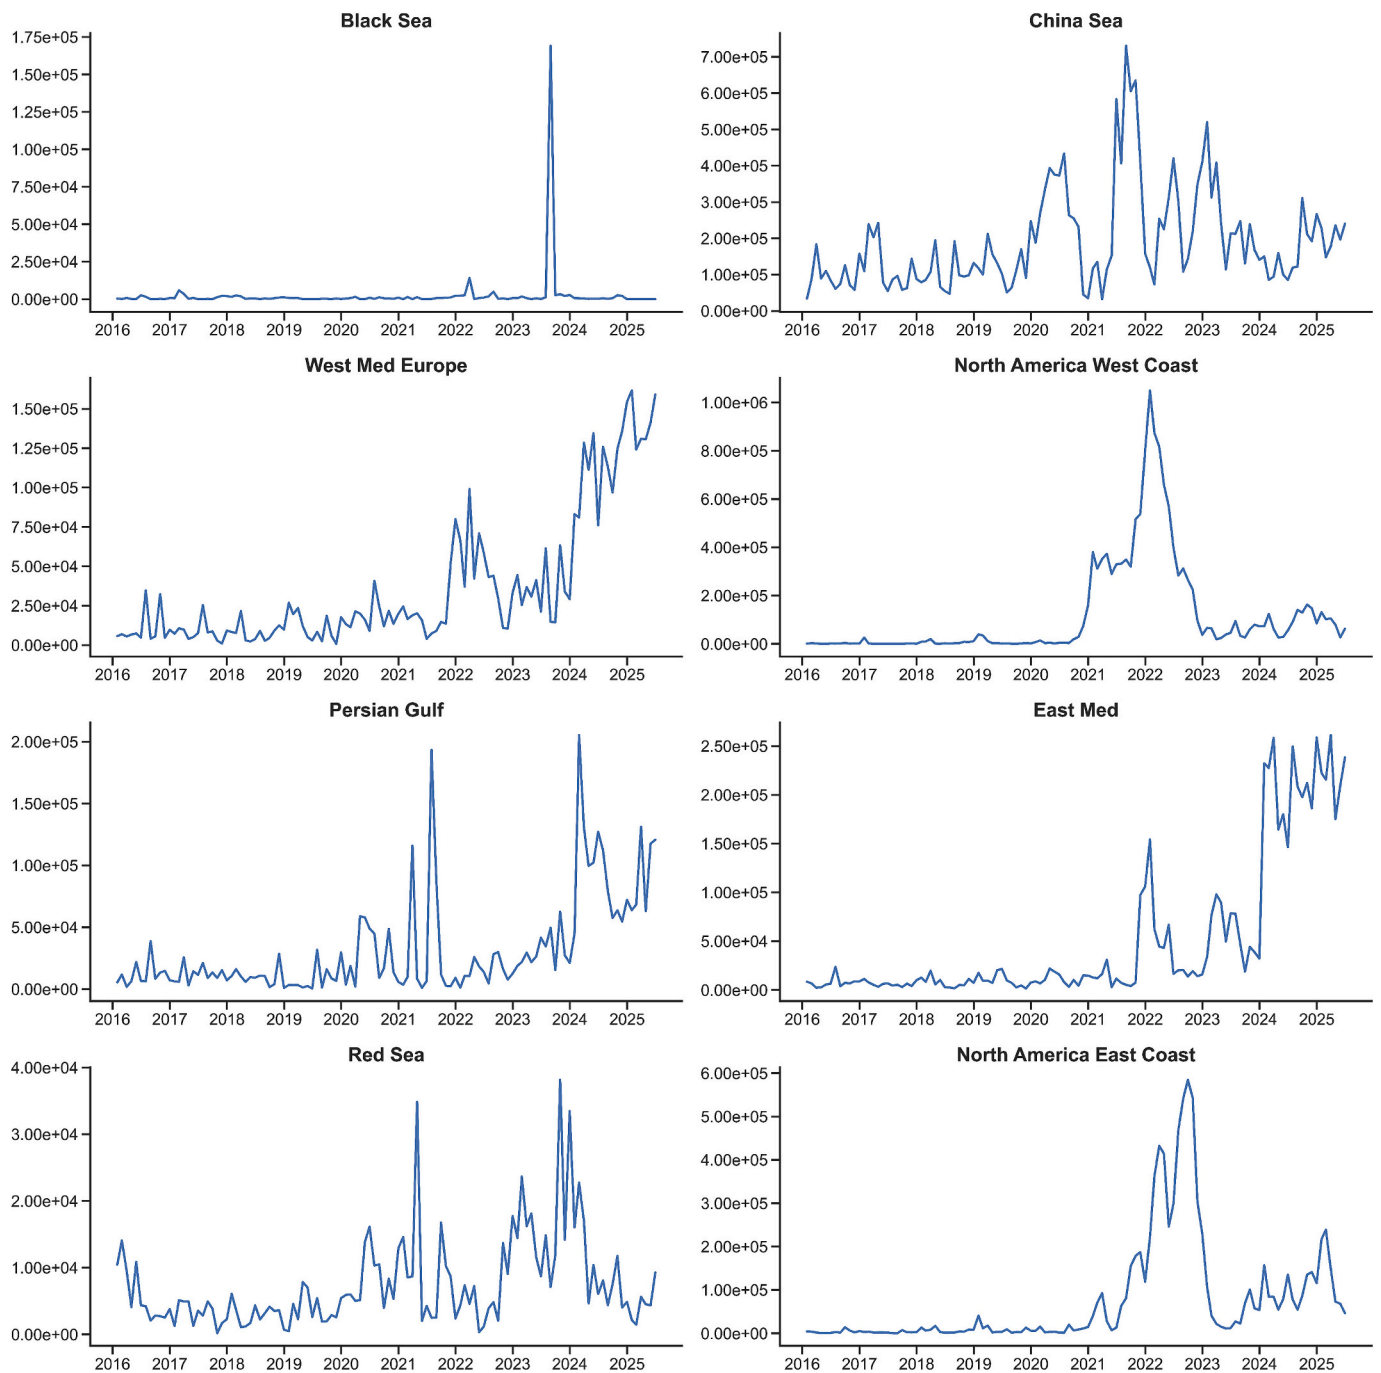 Black Sea
1.75e+05
1.50e+05
1.25e+05
1.00e+05
7.50e+04
5.00e+04
2.50e+04
0.00e+00
2016 2017 2018 2019 2020 2021 2022 2023 2024 2025
China Sea
7.00e+05
6.00e+05
5.00e+05
4.00e+05
3.00e+05
2.00e+05
1.00e+05
0.00e+00
2016 2017 2018 2019 2020 2021 2022 2023 2024 2025
West Med Europe
1.50e+05
1.25e+05
1.00e+05
7.50e+04
5.00e+04
2.50e+04
0.00e+00
2016 2017 2018 2019 2020 2021 2022 2023 2024 2025
North America West Coast
1.00e+06
8.00e+05
6.00e+05
4.00e+05
2.00e+05
0.00e+00
2016 2017 2018 2019 2020 2021 2022 2023 2024 2025
Persian Gulf
2.00e+05
1.50e+05
1.00e+05
5.00e+04
0.00e+00
2016 2017 2018 2019 2020 2021 2022 2023 2024 2025
East Med
2.50e+05
2.00e+05
1.50e+05
1.00e+05
5.00e+04
0.00e+00
2016 2017 2018 2019 2020 2021 2022 2023 2024 2025
Red Sea
4.00e+04
3.00e+04
2.00e+04
1.00e+04
0.00e+00
2016 2017 2018 2019 2020 2021 2022 2023 2024 2025
North America East Coast
6.00e+05
5.00e+05
4.00e+05
3.00e+05
2.00e+05
1.00e+05
0.00e+00
2016 2017 2018 2019 2020 2021 2022 2023 2024 2025